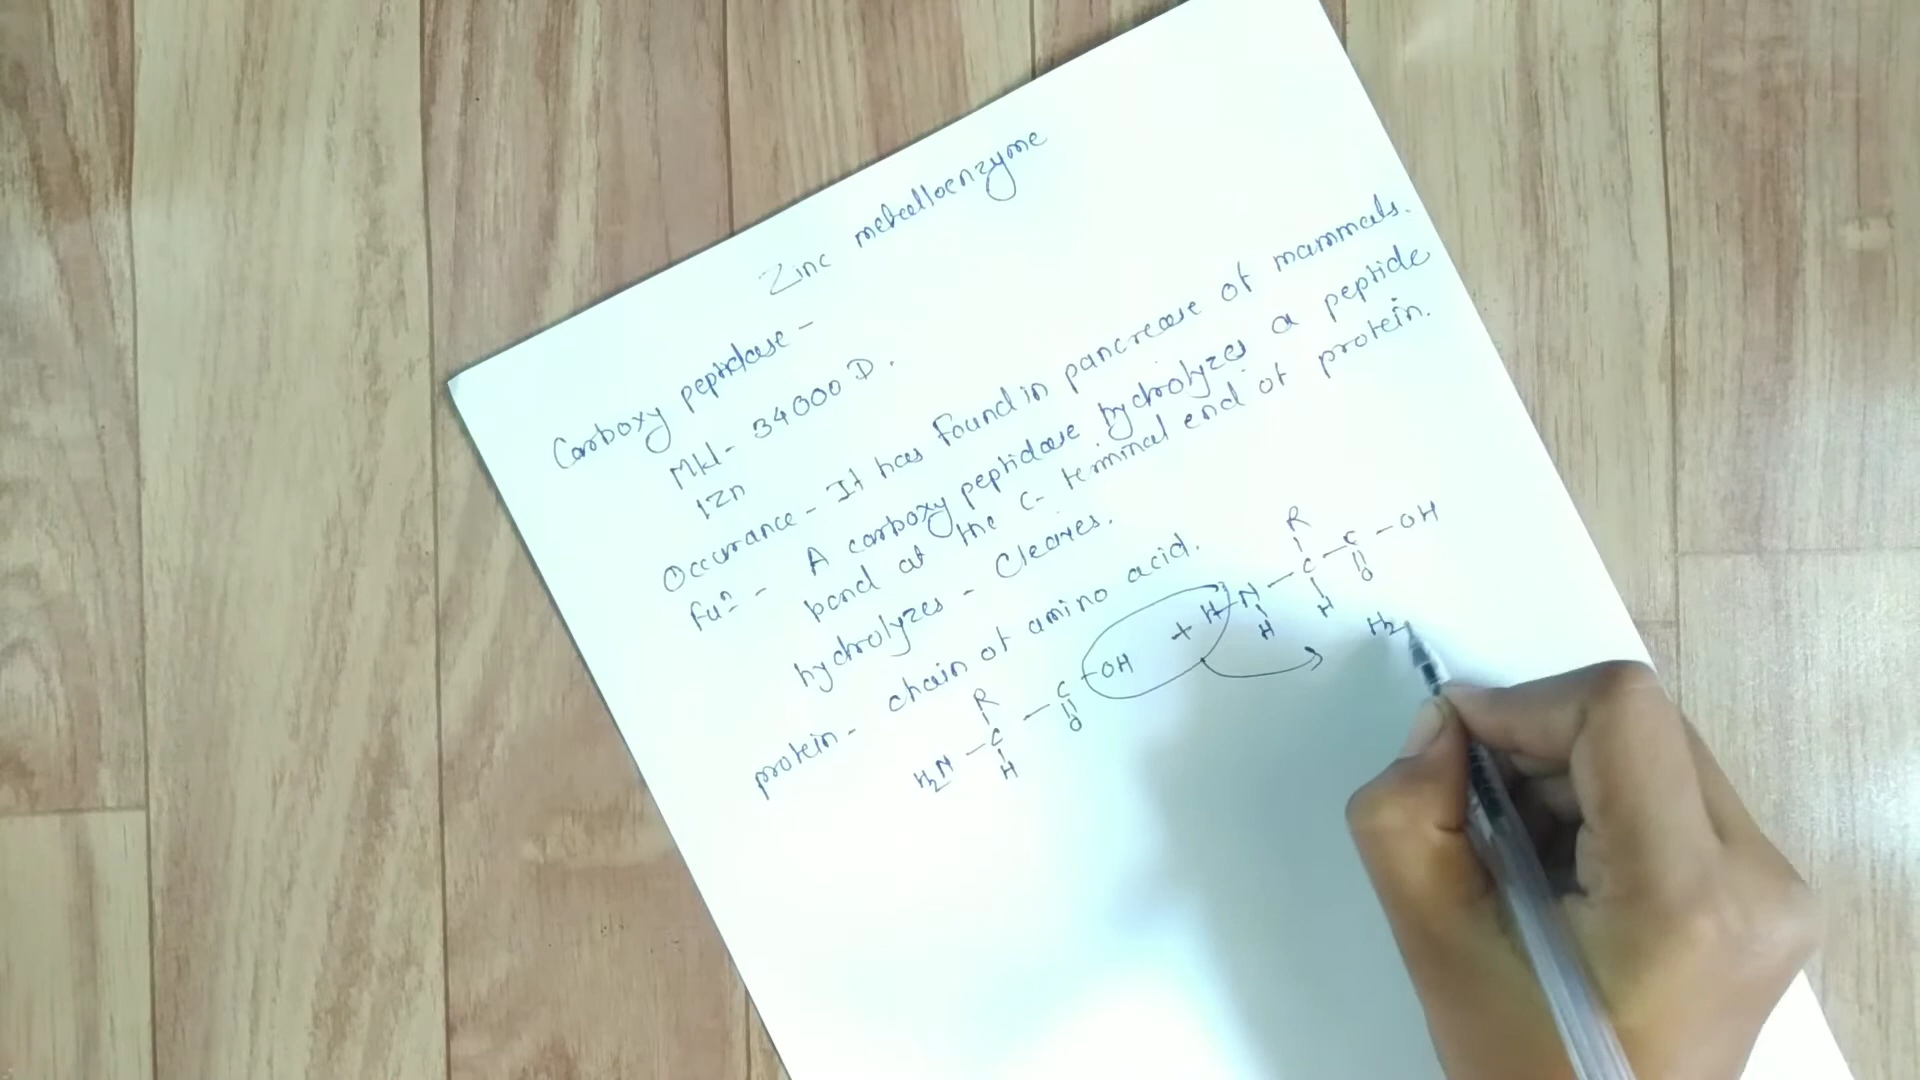 Zinc metalloenzyme
Carboxy peptidase -
MW - 34000 D.
1Zn
Occurrance - It has Found in pancrease of mammals.
Fuⁿ - A carboxy peptidase hydrolyzes a peptide
bond at the C- terminal end of protein.
hydrolyzes - Cleaves.
protein - chain of amino acid.
R R
H₂N - C - C - OH + H - N - C - C - OH
H O H H O
H₂